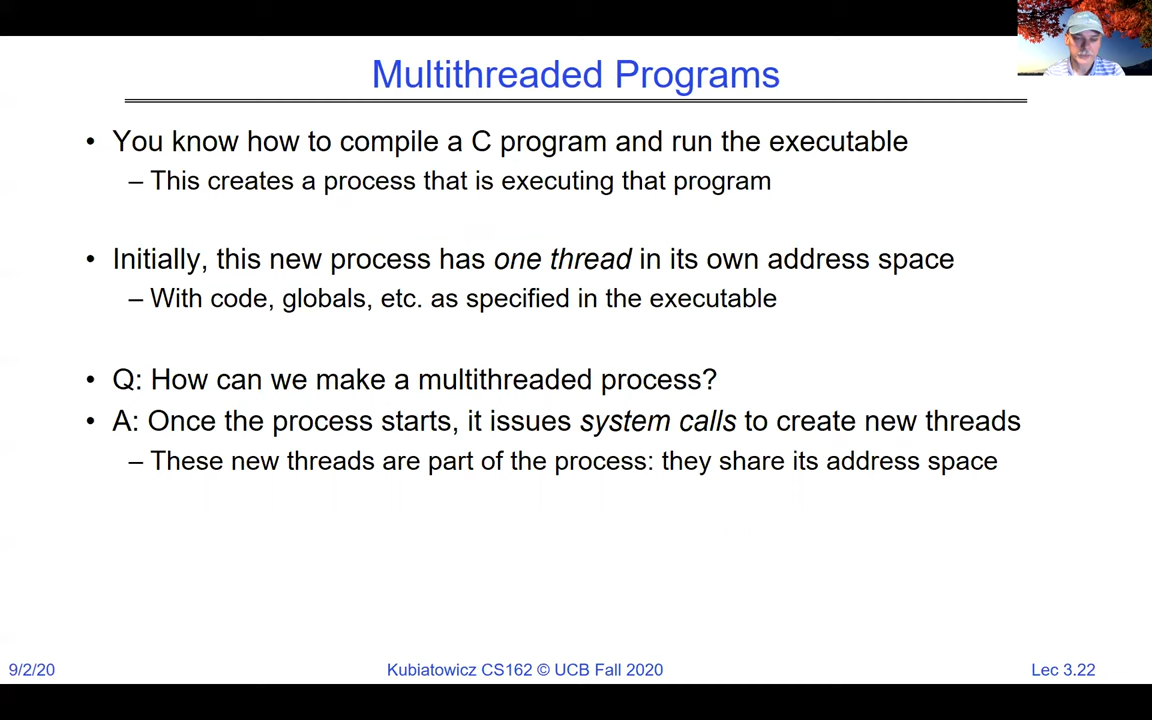 Multithreaded Programs
• You know how to compile a C program and run the executable
– This creates a process that is executing that program
• Initially, this new process has one thread in its own address space
– With code, globals, etc. as specified in the executable
• Q: How can we make a multithreaded process?
• A: Once the process starts, it issues system calls to create new threads
– These new threads are part of the process: they share its address space
9/2/20
Kubiatowicz CS162 © UCB Fall 2020
Lec 3.22